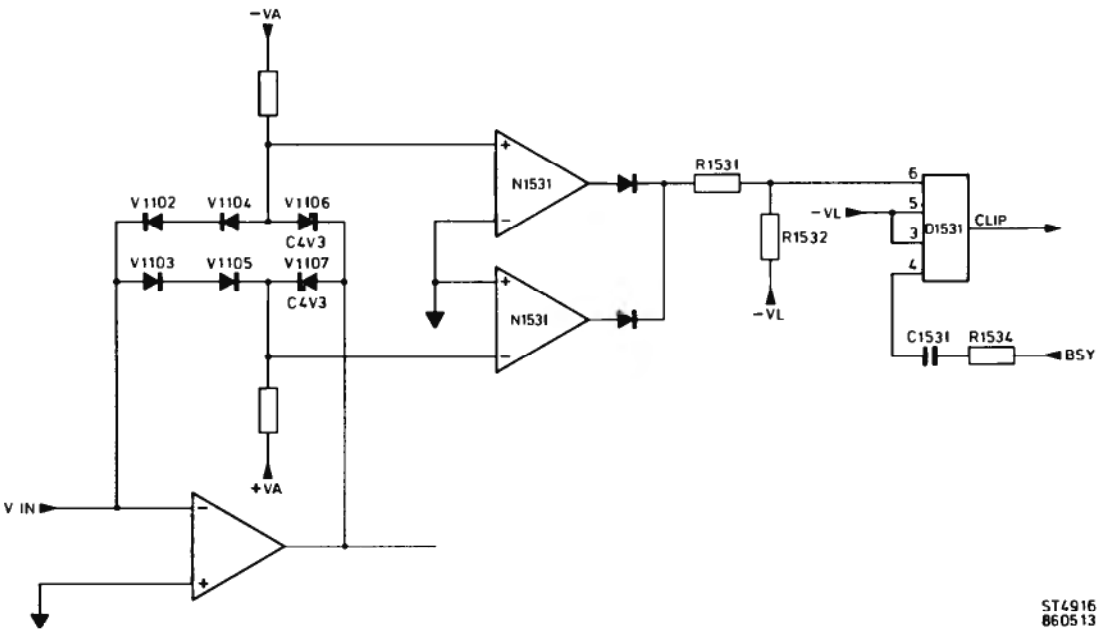 -VA
V1102
V1104
V1106
C4V3
V1103
V1105
V1107
C4V3
+VA
V IN
-
+
+
N1531
-
+
N1531
-
R1531
R1532
-VL
-VL
6
5
3
4
D1531
CLIP
C1531
R1534
BSY
ST4916
860513